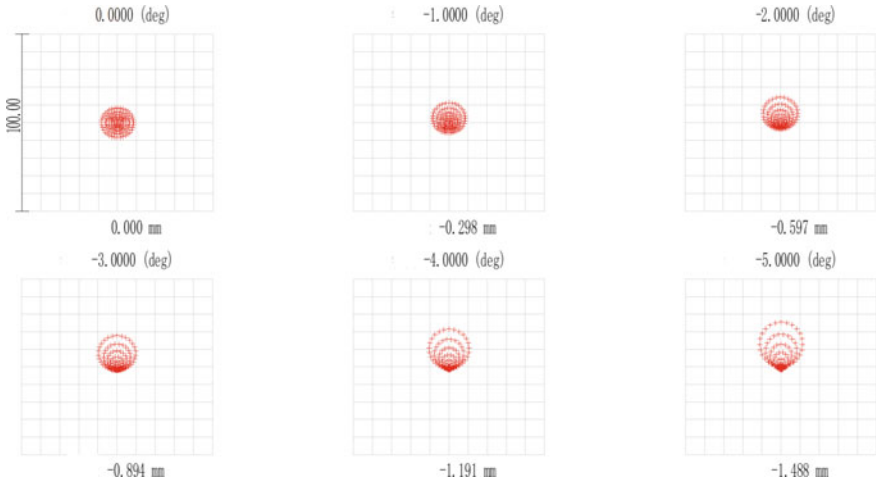 0.0000 (deg)
-1.0000 (deg)
-2.0000 (deg)
100.00
0.000 mm
-0.298 mm
-0.597 mm
-3.0000 (deg)
-4.0000 (deg)
-5.0000 (deg)
-0.894 mm
-1.191 mm
-1.488 mm